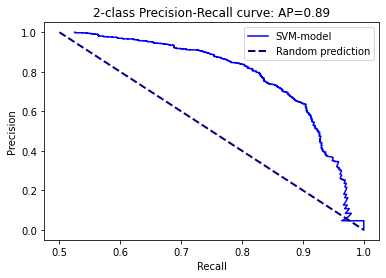 2-class Precision-Recall curve: AP=0.89
SVM-model
Random prediction
Precision
1.0
0.8
0.6
0.4
0.2
0.0
0.5 0.6 0.7 0.8 0.9 1.0
Recall